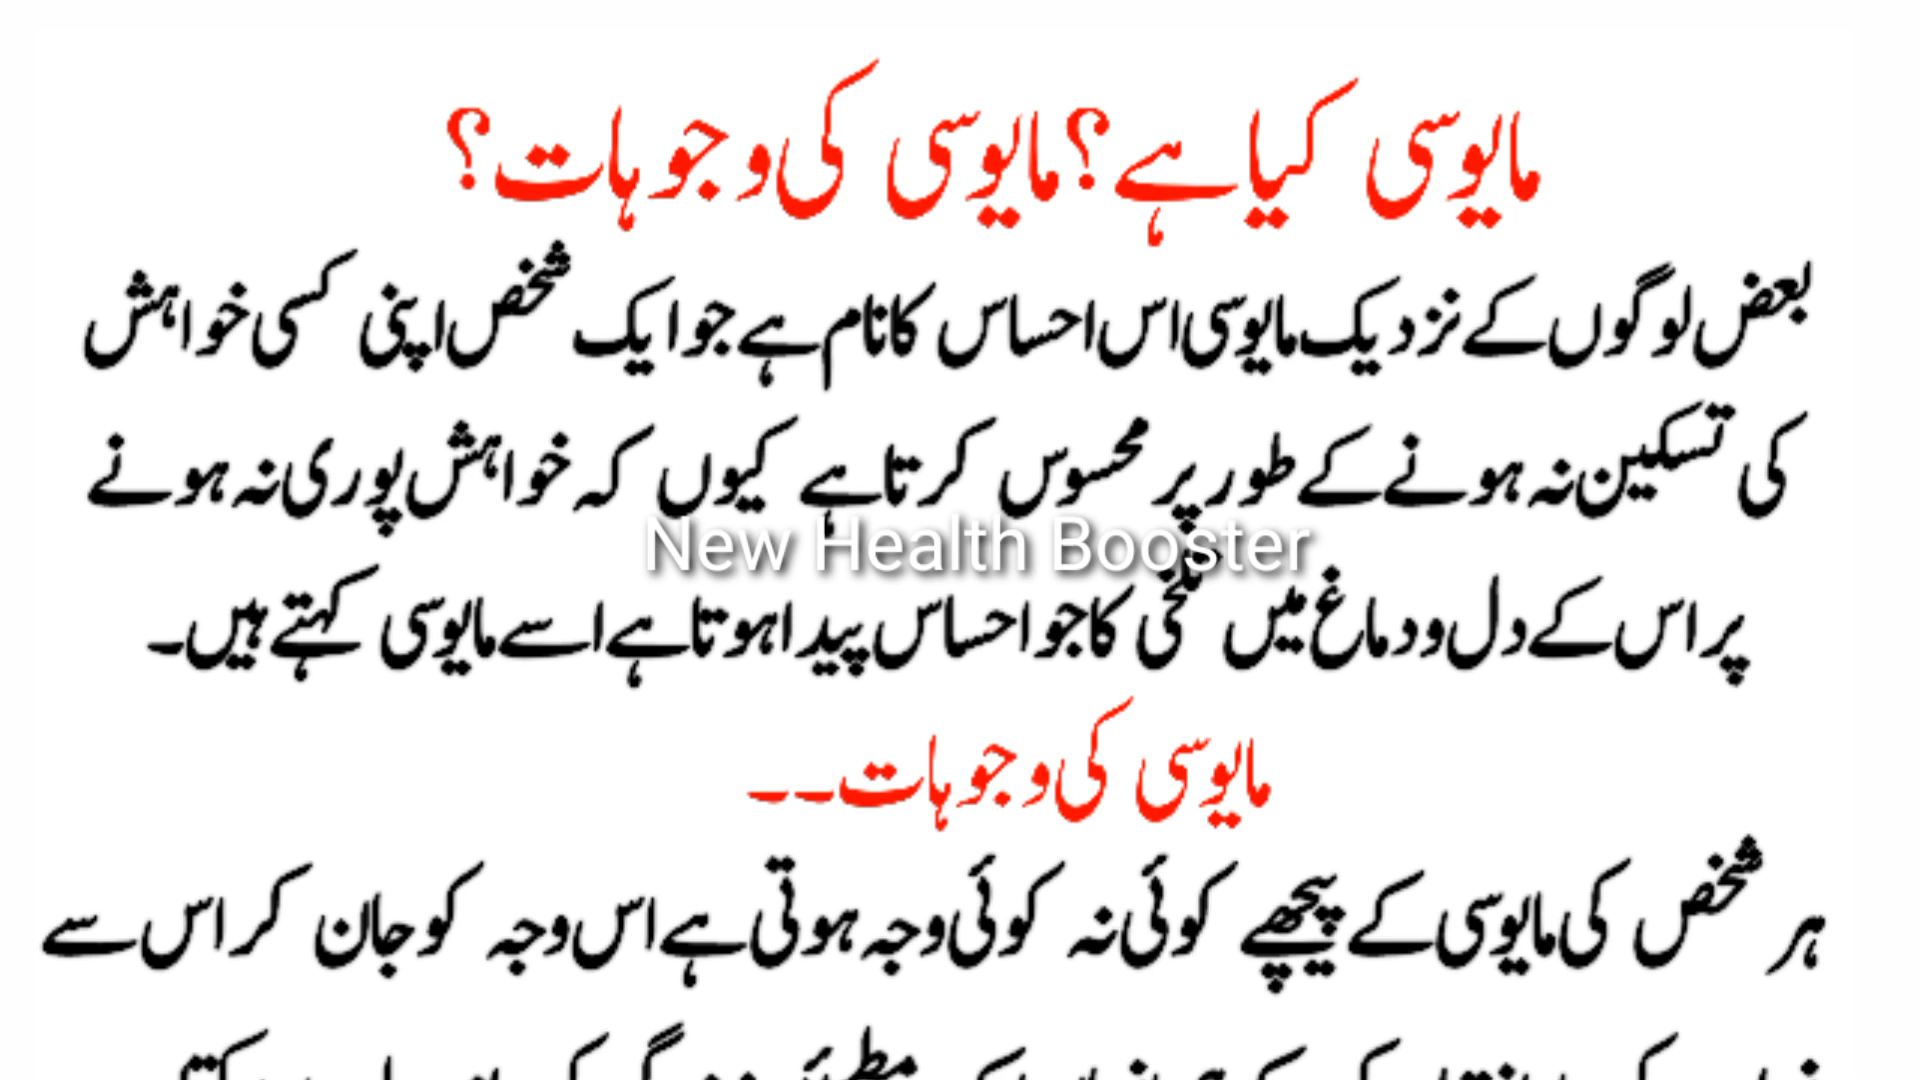 مایوسی کیا ہے؟ مایوسی کی وجوہات؟
بعض لوگوں کے نزدیک مایوسی اس احساس کا نام ہے جو ایک شخص اپنی کسی خواہش
کی تسکین نہ ہونے کے طور پر محسوس کرتا ہے کیوں کہ خواہش پوری نہ ہونے
New Health Booster
پر اس کے دل و دماغ میں تلخی کا جو احساس پیدا ہوتا ہے اسے مایوسی کہتے ہیں۔
مایوسی کی وجوہات۔۔
ہر شخص کی مایوسی کے پیچھے کوئی نہ کوئی وجہ ہوتی ہے اس وجہ کو جان کر اس سے